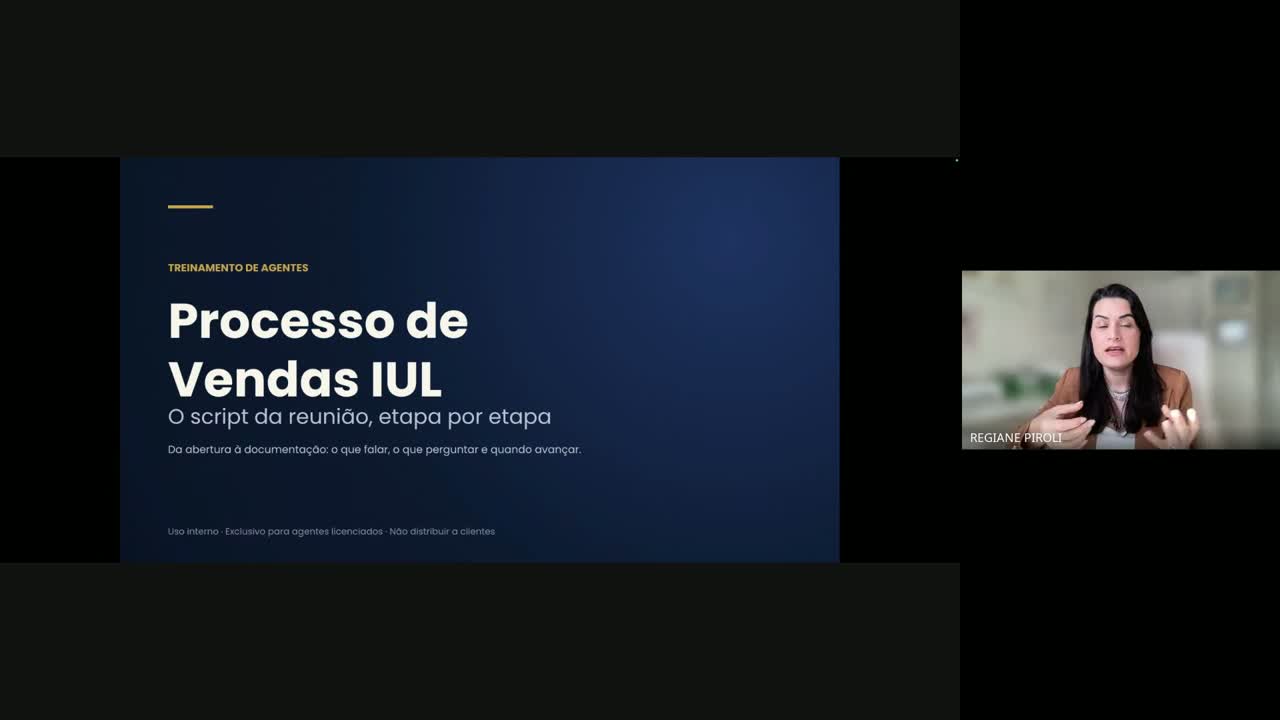 TREINAMENTO DE AGENTES
Processo de
Vendas IUL
O script da reunião, etapa por etapa
Da abertura à documentação: o que falar, o que perguntar e quando avançar.
Uso interno · Exclusivo para agentes licenciados · Não distribuir a clientes
REGIANE PIROLI